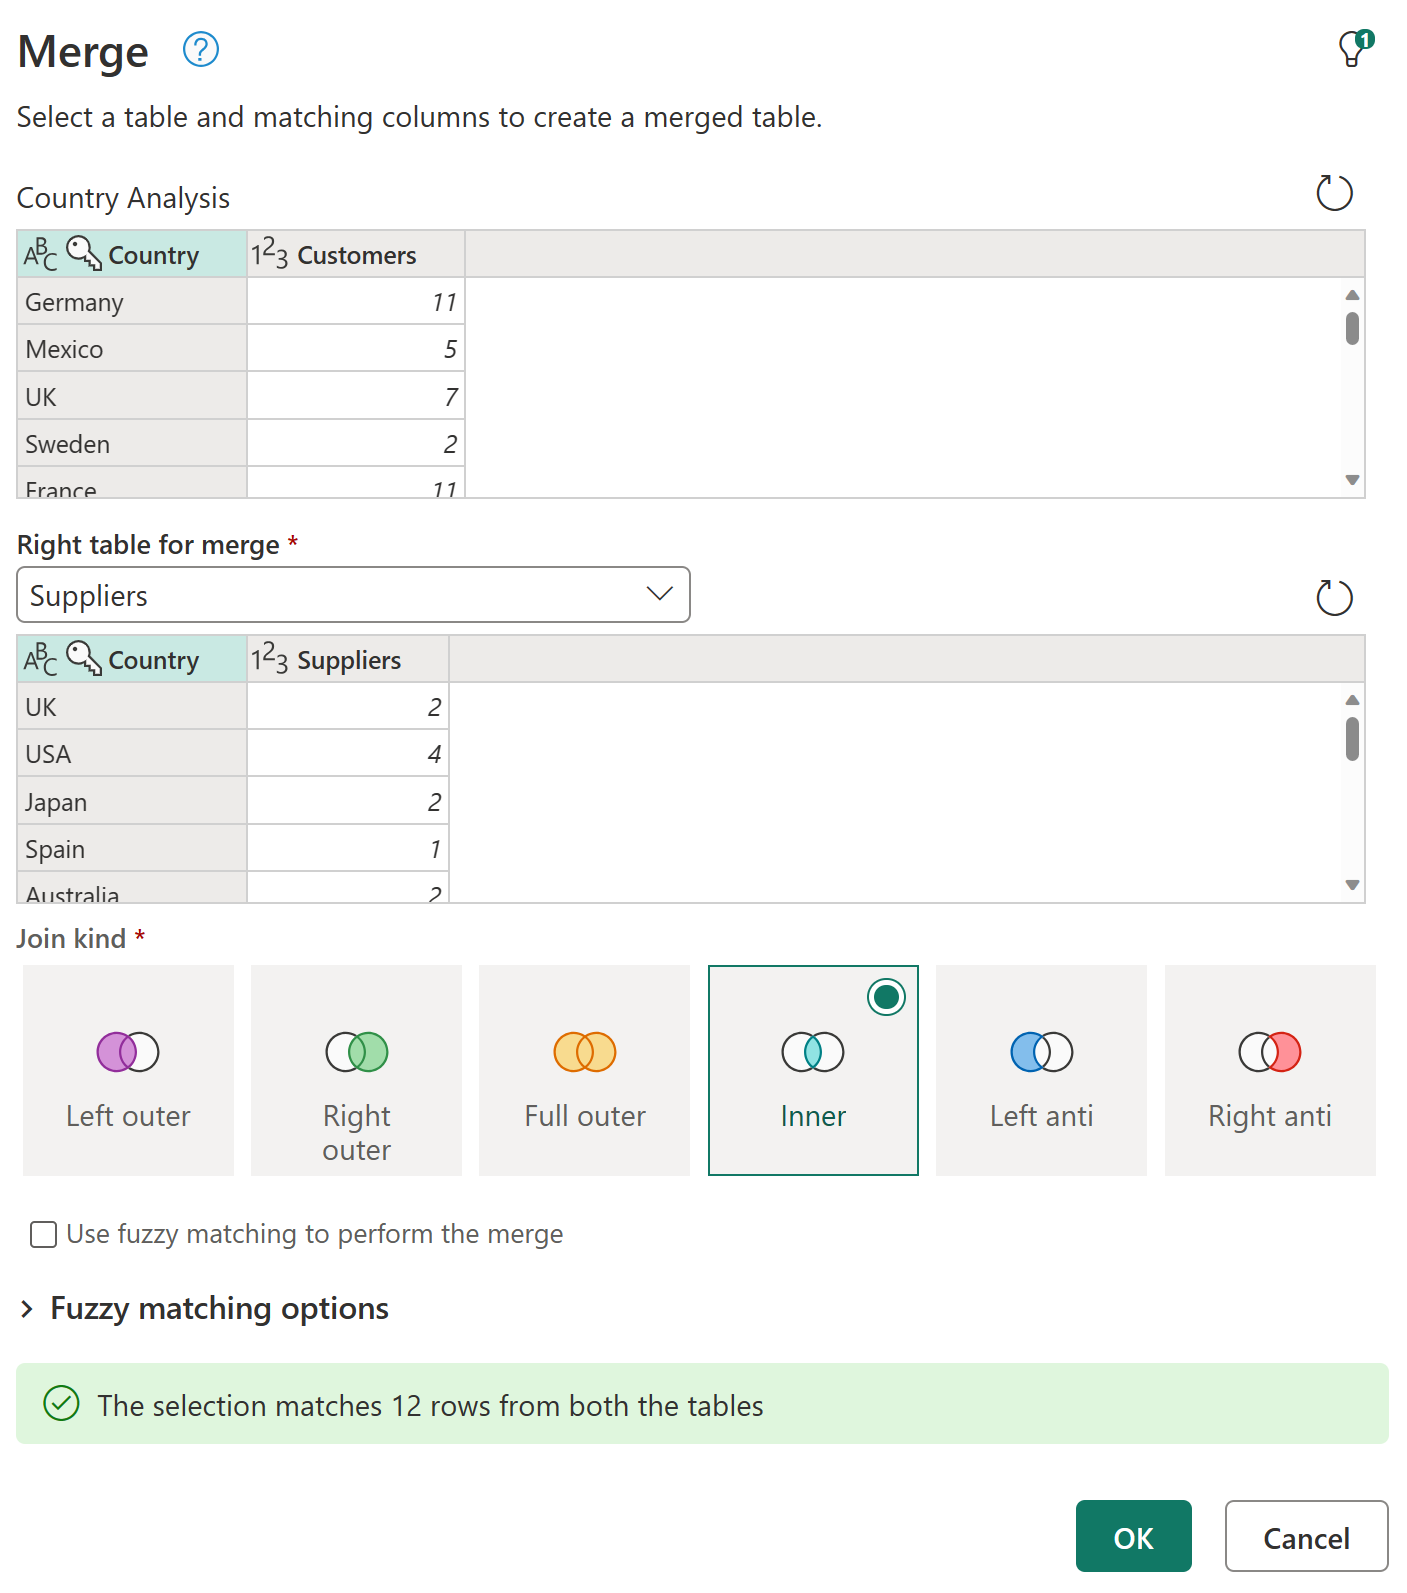 Merge ?
1
Select a table and matching columns to create a merged table.
Country Analysis
ABC Country 123 Customers
Germany 11
Mexico 5
UK 7
Sweden 2
France 11
Right table for merge *
Suppliers
ABC Country 123 Suppliers
UK 2
USA 4
Japan 2
Spain 1
Australia 2
Join kind *
Left outer
Right
outer
Full outer
Inner
Left anti
Right anti
Use fuzzy matching to perform the merge
Fuzzy matching options
The selection matches 12 rows from both the tables
OK Cancel